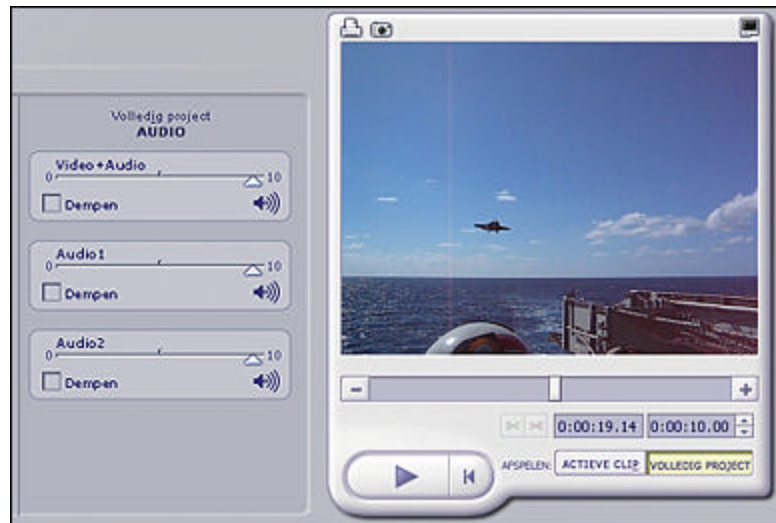 Volledig project
AUDIO
Video+Audio
0 10
Dempen
Audio1
0 10
Dempen
Audio2
0 10
Dempen
0:00:19.14 0:00:10.00
AFSPELEN: ACTIEVE CLIP VOLLEDIG PROJECT